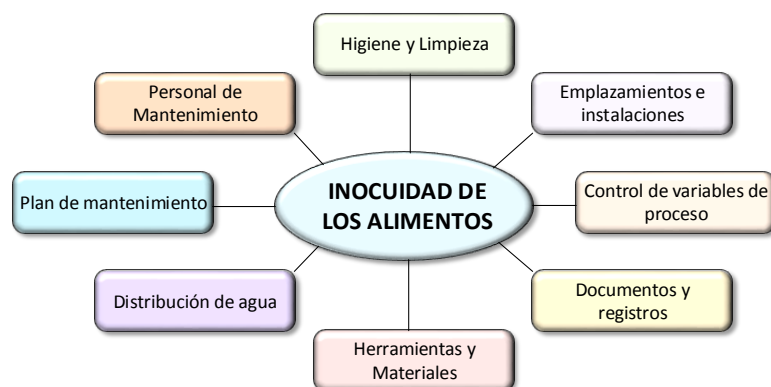 Higiene y Limpieza
Personal de
Mantenimiento
Emplazamientos e
instalaciones
Plan de mantenimiento
INOCUIDAD DE
LOS ALIMENTOS
Control de variables de
proceso
Distribución de agua
Documentos y
registros
Herramientas y
Materiales